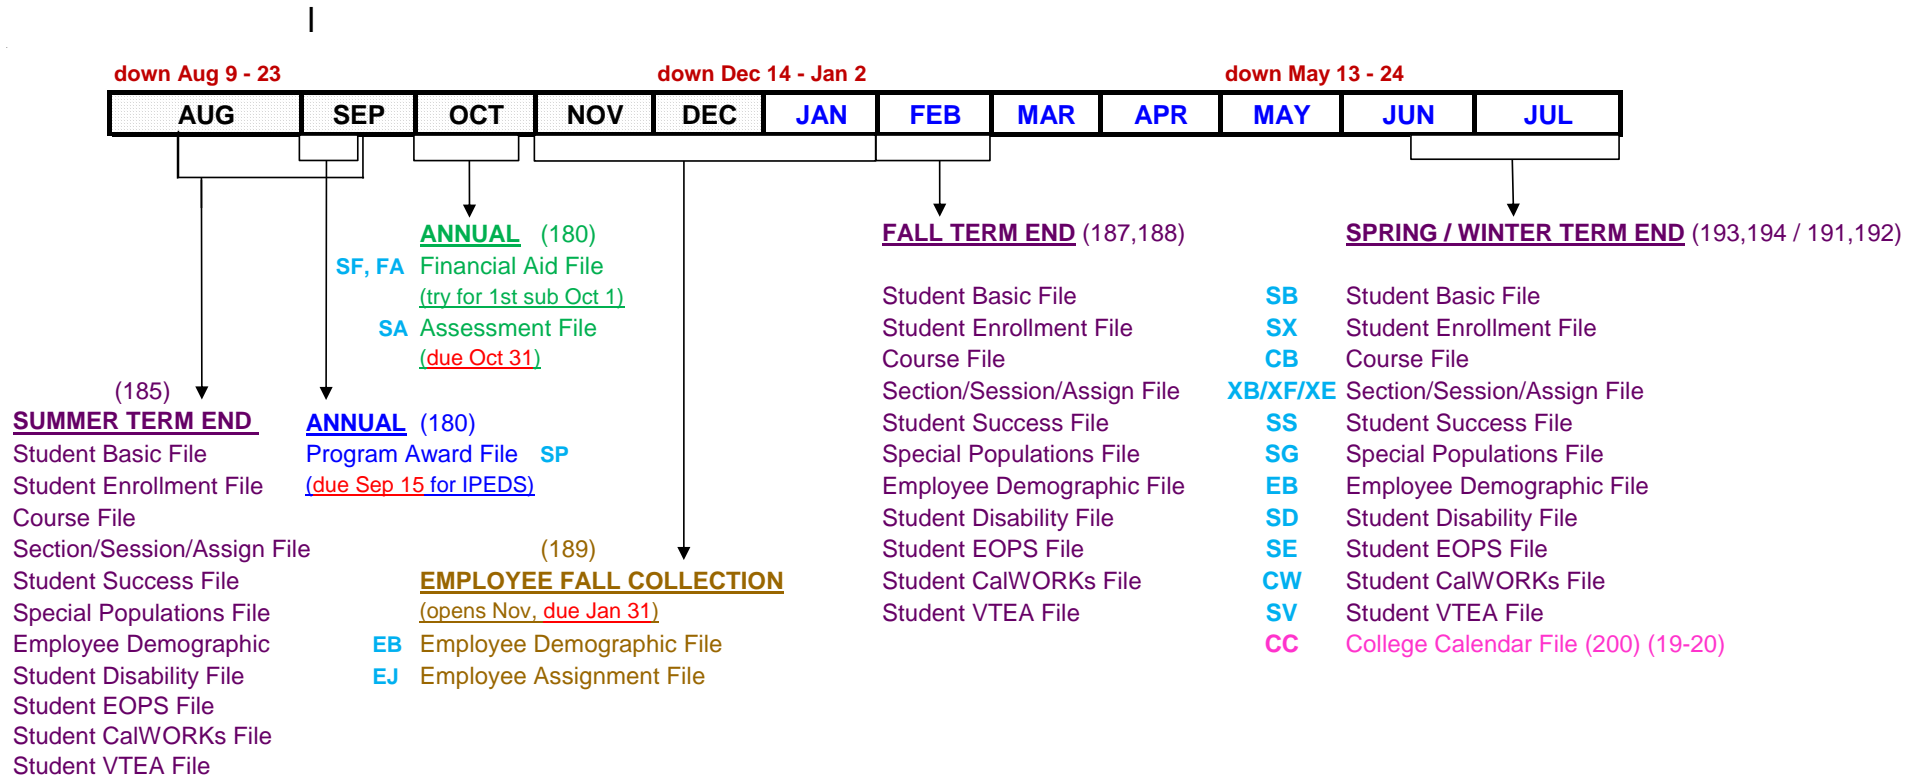 down Aug 9 - 23 down Dec 14 - Jan 2 down May 13 - 24
AUG SEP OCT NOV DEC JAN FEB MAR APR MAY JUN JUL
ANNUAL (180)
SF, FA Financial Aid File
(try for 1st sub Oct 1)
SA Assessment File
(due Oct 31)
(185)
SUMMER TERM END
Student Basic File
Student Enrollment File
Course File
Section/Session/Assign File
Student Success File
Special Populations File
Employee Demographic
Student Disability File
Student EOPS File
Student CalWORKs File
Student VTEA File
ANNUAL (180)
Program Award File SP
(due Sep 15 for IPEDS)
(189)
EMPLOYEE FALL COLLECTION
(opens Nov, due Jan 31)
EB Employee Demographic File
EJ Employee Assignment File
FALL TERM END (187,188) SPRING / WINTER TERM END (193,194 / 191,192)
Student Basic File SB Student Basic File
Student Enrollment File SX Student Enrollment File
Course File CB Course File
Section/Session/Assign File XB/XF/XE Section/Session/Assign File
Student Success File SS Student Success File
Special Populations File SG Special Populations File
Employee Demographic File EB Employee Demographic File
Student Disability File SD Student Disability File
Student EOPS File SE Student EOPS File
Student CalWORKs File CW Student CalWORKs File
Student VTEA File SV Student VTEA File
CC College Calendar File (200) (19-20)